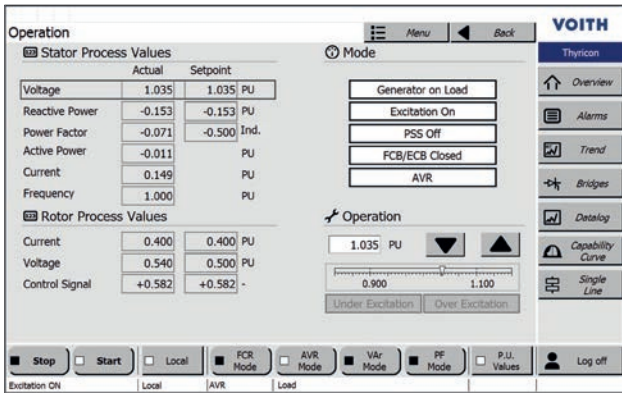 VOITH
Operation
Menu
Back
Thyricon
Stator Process Values
Mode
Actual Setpoint
Voltage 1.035 1.035 PU
Reactive Power -0.153 -0.153 PU
Power Factor -0.071 -0.500 Ind.
Active Power -0.011 PU
Current 0.149 PU
Frequency 1.000 PU
Generator on Load
Excitation On
PSS Off
FCB/ECB Closed
AVR
Rotor Process Values
Current 0.400 0.400 PU
Voltage 0.540 0.500 PU
Control Signal +0.582 +0.582 -
Operation
1.035 PU
0.900 1.100
Under Excitation Over Excitation
Overview
Alarms
Trend
Bridges
Datalog
Capability
Curve
Single
Line
Stop
Start
Local
FCR
Mode
AVR
Mode
VAr
Mode
PF
Mode
P.U.
Values
Log off
Excitation ON Local AVR Load